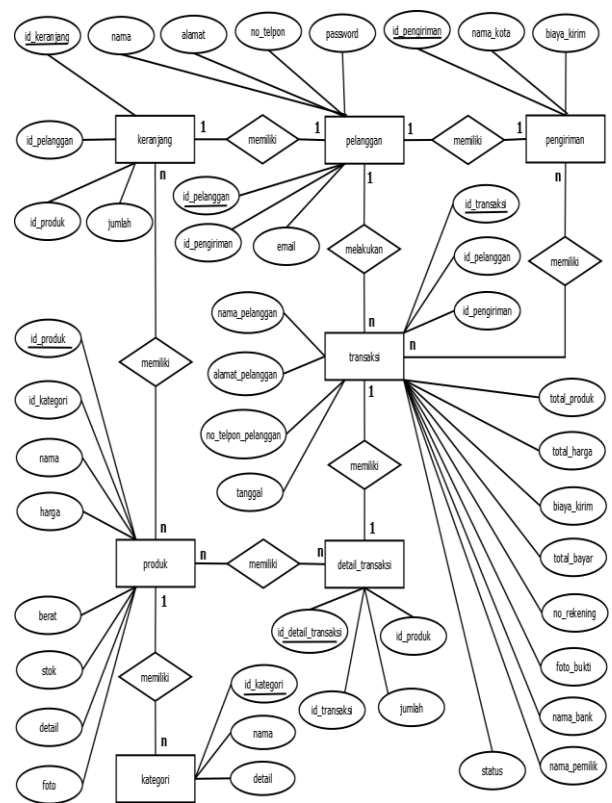 id_keranjang
nama
alamat
no_telpon
password
id_pengiriman
nama_kota
biaya_kirim
id_pelanggan
keranjang
1
memiliki
1
pelanggan
1
memiliki
1
pengiriman
n
1
n
id_produk
jumlah
id_pelanggan
id_pengiriman
email
melakukan
id_transaksi
id_pelanggan
id_pengiriman
memiliki
nama_pelanggan
n
transaksi
n
alamat_pelanggan
1
no_telpon_pelanggan
tanggal
memiliki
id_produk
id_kategori
nama
harga
memiliki
total_produk
total_harga
biaya_kirim
total_bayar
no_rekening
foto_bukti
nama_bank
nama_pemilik
status
n
1
produk
n
memiliki
n
detail_transaksi
1
berat
stok
detail
foto
memiliki
id_detail_transaksi
id_produk
id_transaksi
jumlah
id_kategori
nama
detail
n
kategori